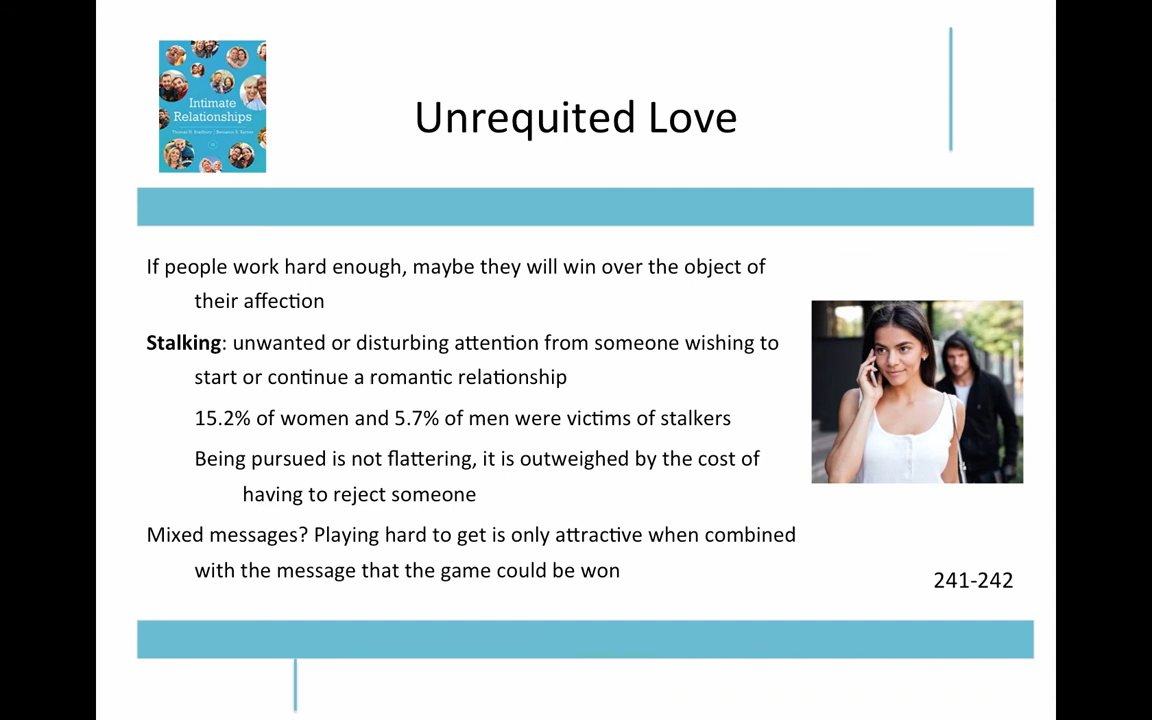 Intimate
Relationships
Thomas N. Bradbury | Benjamin R. Karney
Unrequited Love
If people work hard enough, maybe they will win over the object of
their affection
Stalking: unwanted or disturbing attention from someone wishing to
start or continue a romantic relationship
15.2% of women and 5.7% of men were victims of stalkers
Being pursued is not flattering, it is outweighed by the cost of
having to reject someone
Mixed messages? Playing hard to get is only attractive when combined
with the message that the game could be won
241-242